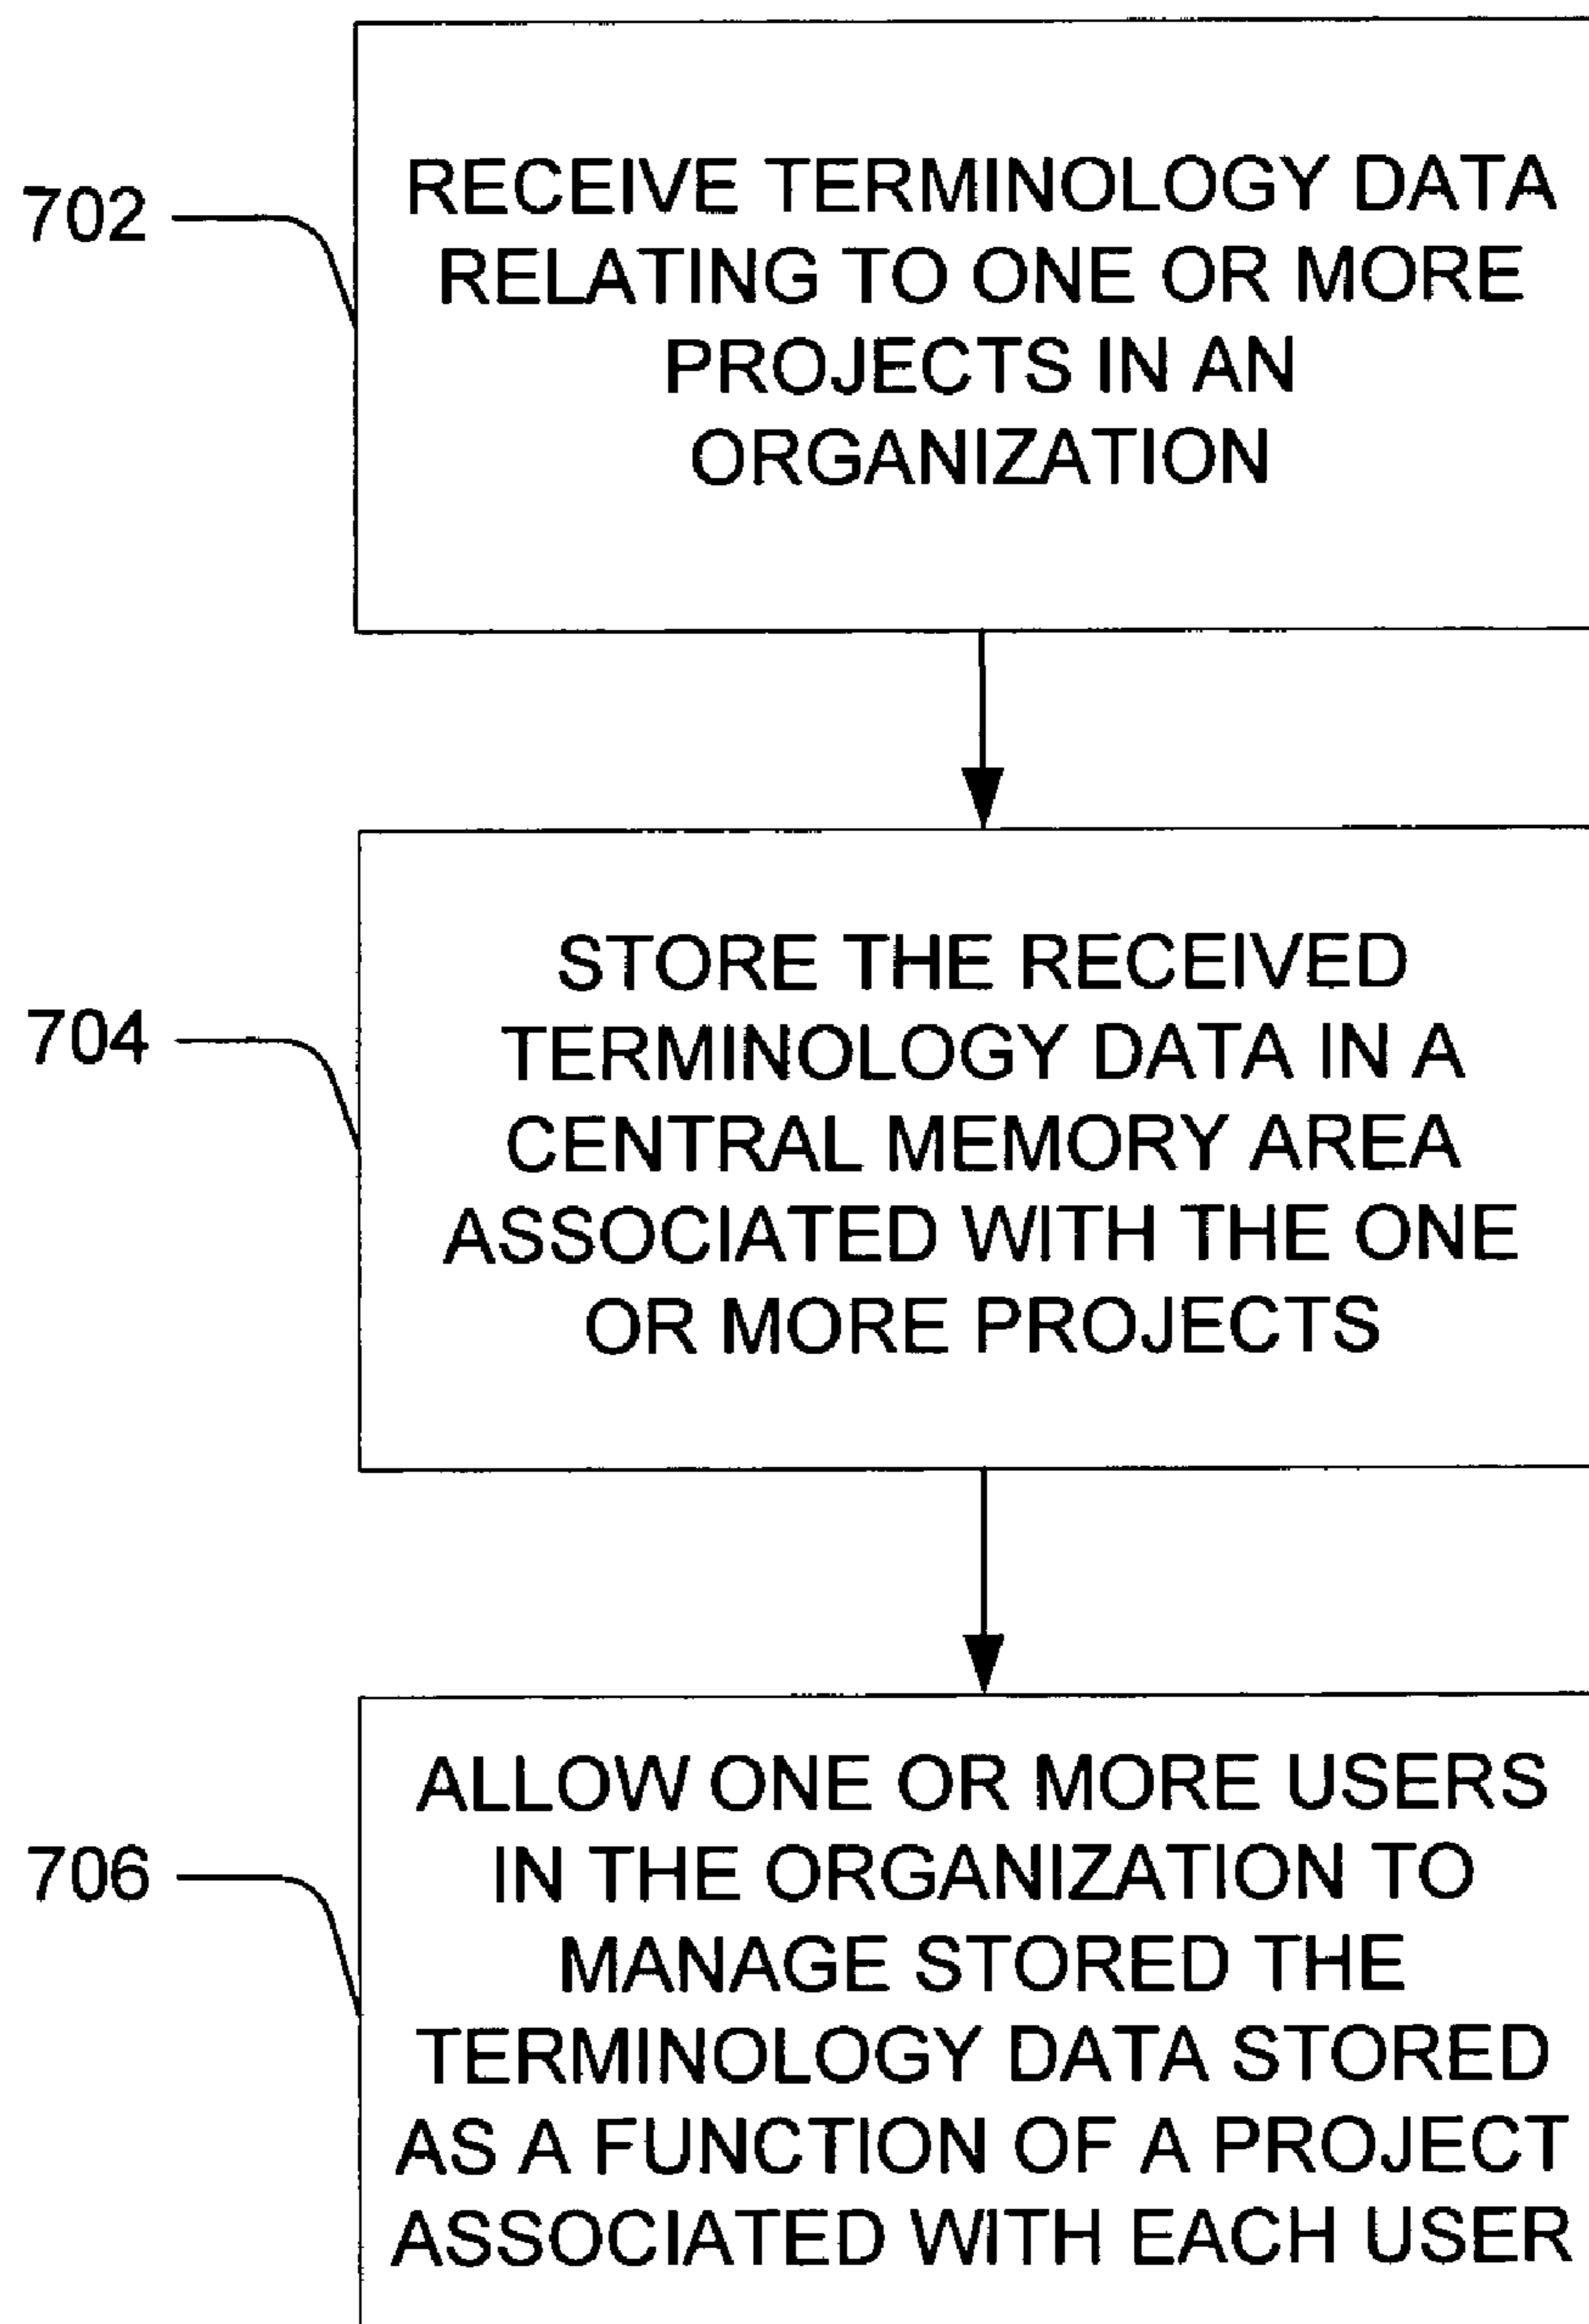 702
RECEIVE TERMINOLOGY DATA
RELATING TO ONE OR MORE
PROJECTS IN AN
ORGANIZATION
704
STORE THE RECEIVED
TERMINOLOGY DATA IN A
CENTRAL MEMORY AREA
ASSOCIATED WITH THE ONE
OR MORE PROJECTS
706
ALLOW ONE OR MORE USERS
IN THE ORGANIZATION TO
MANAGE STORED THE
TERMINOLOGY DATA STORED
AS A FUNCTION OF A PROJECT
ASSOCIATED WITH EACH USER